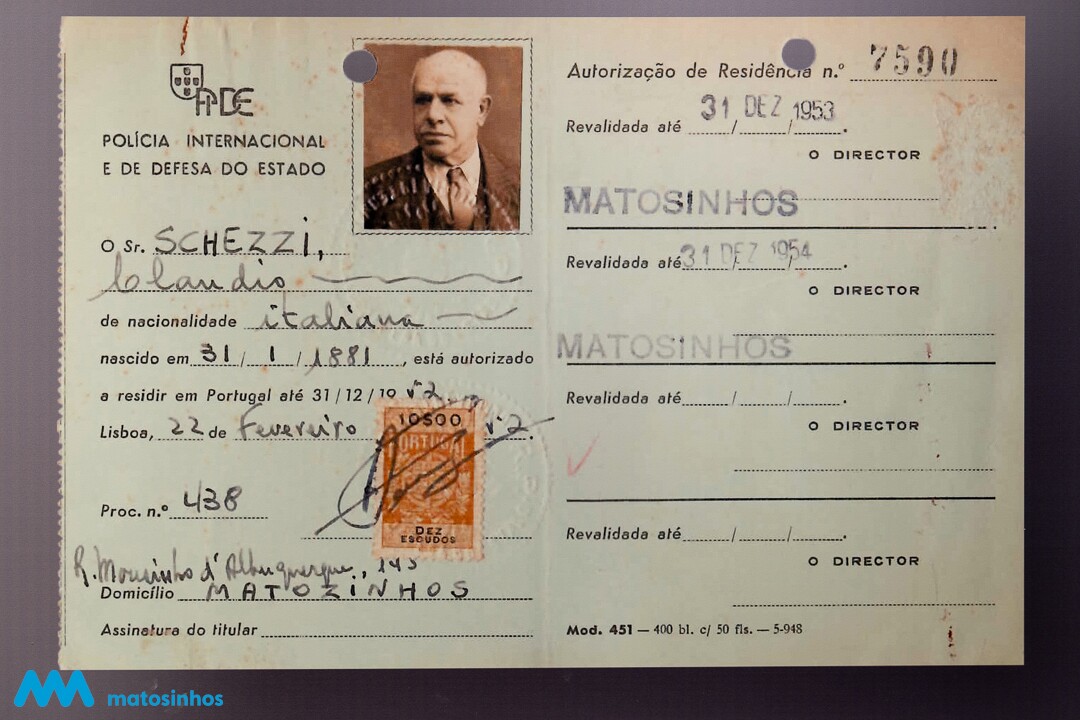 PIDE
POLÍCIA INTERNACIONAL
E DE DEFESA DO ESTADO
O Sr. SCHEZZI,
Claudio
de nacionalidade italiana
nascido em 31 / 1 / 1881, está autorizado
a residir em Portugal até 31/12/19 52
Lisboa, 22 de Fevereiro 52.
10$00
PORTUGAL
DEZ
ESCUDOS
Proc. n.º 438
R. Mousinho d'Albuquerque, 145
Domicílio MATOZINHOS
Assinatura do titular
Autorização de Residência n.º 7590
31 DEZ 1953
Revalidada até / / .
O DIRECTOR
MATOSINHOS
Revalidada até 31 DEZ 1954
O DIRECTOR
MATOSINHOS
Revalidada até / / .
O DIRECTOR
Revalidada até / / .
O DIRECTOR
Mod. 451 — 400 bl. c/ 50 fls. — 5-948
matosinhos